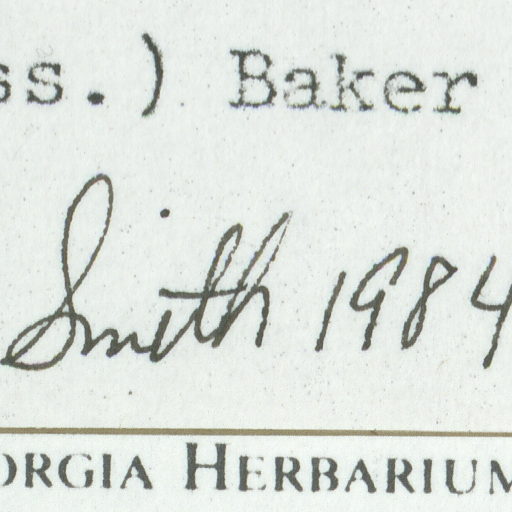 ss.) Baker
Smith 1984
ORGIA HERBARIUM